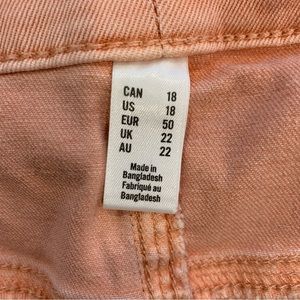 CAN 18
US 18
EUR 50
UK 22
AU 22
Made in
Bangladesh
Fabriqué au
Bangladesh